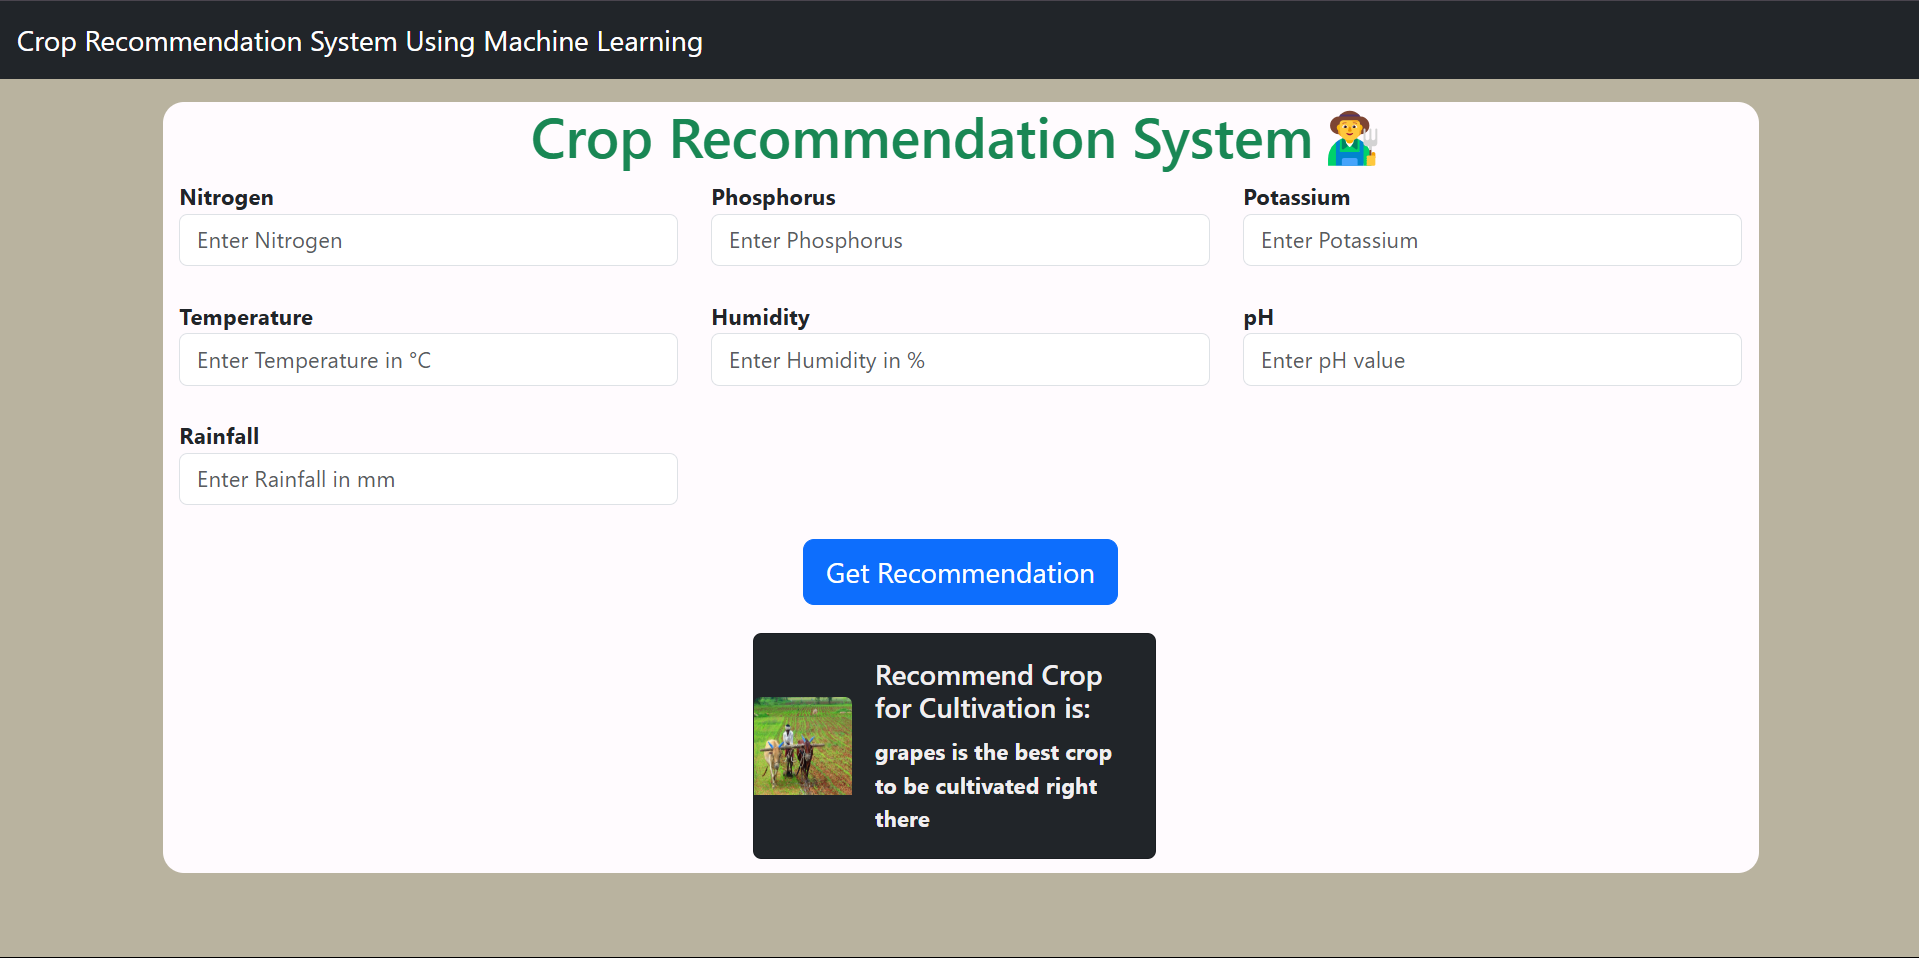 Crop Recommendation System Using Machine Learning
Crop Recommendation System
Nitrogen
Phosphorus
Potassium
Enter Nitrogen
Enter Phosphorus
Enter Potassium
Temperature
Humidity
pH
Enter Temperature in °C
Enter Humidity in %
Enter pH value
Rainfall
Enter Rainfall in mm
Get Recommendation
Recommend Crop
for Cultivation is:
grapes is the best crop
to be cultivated right
there